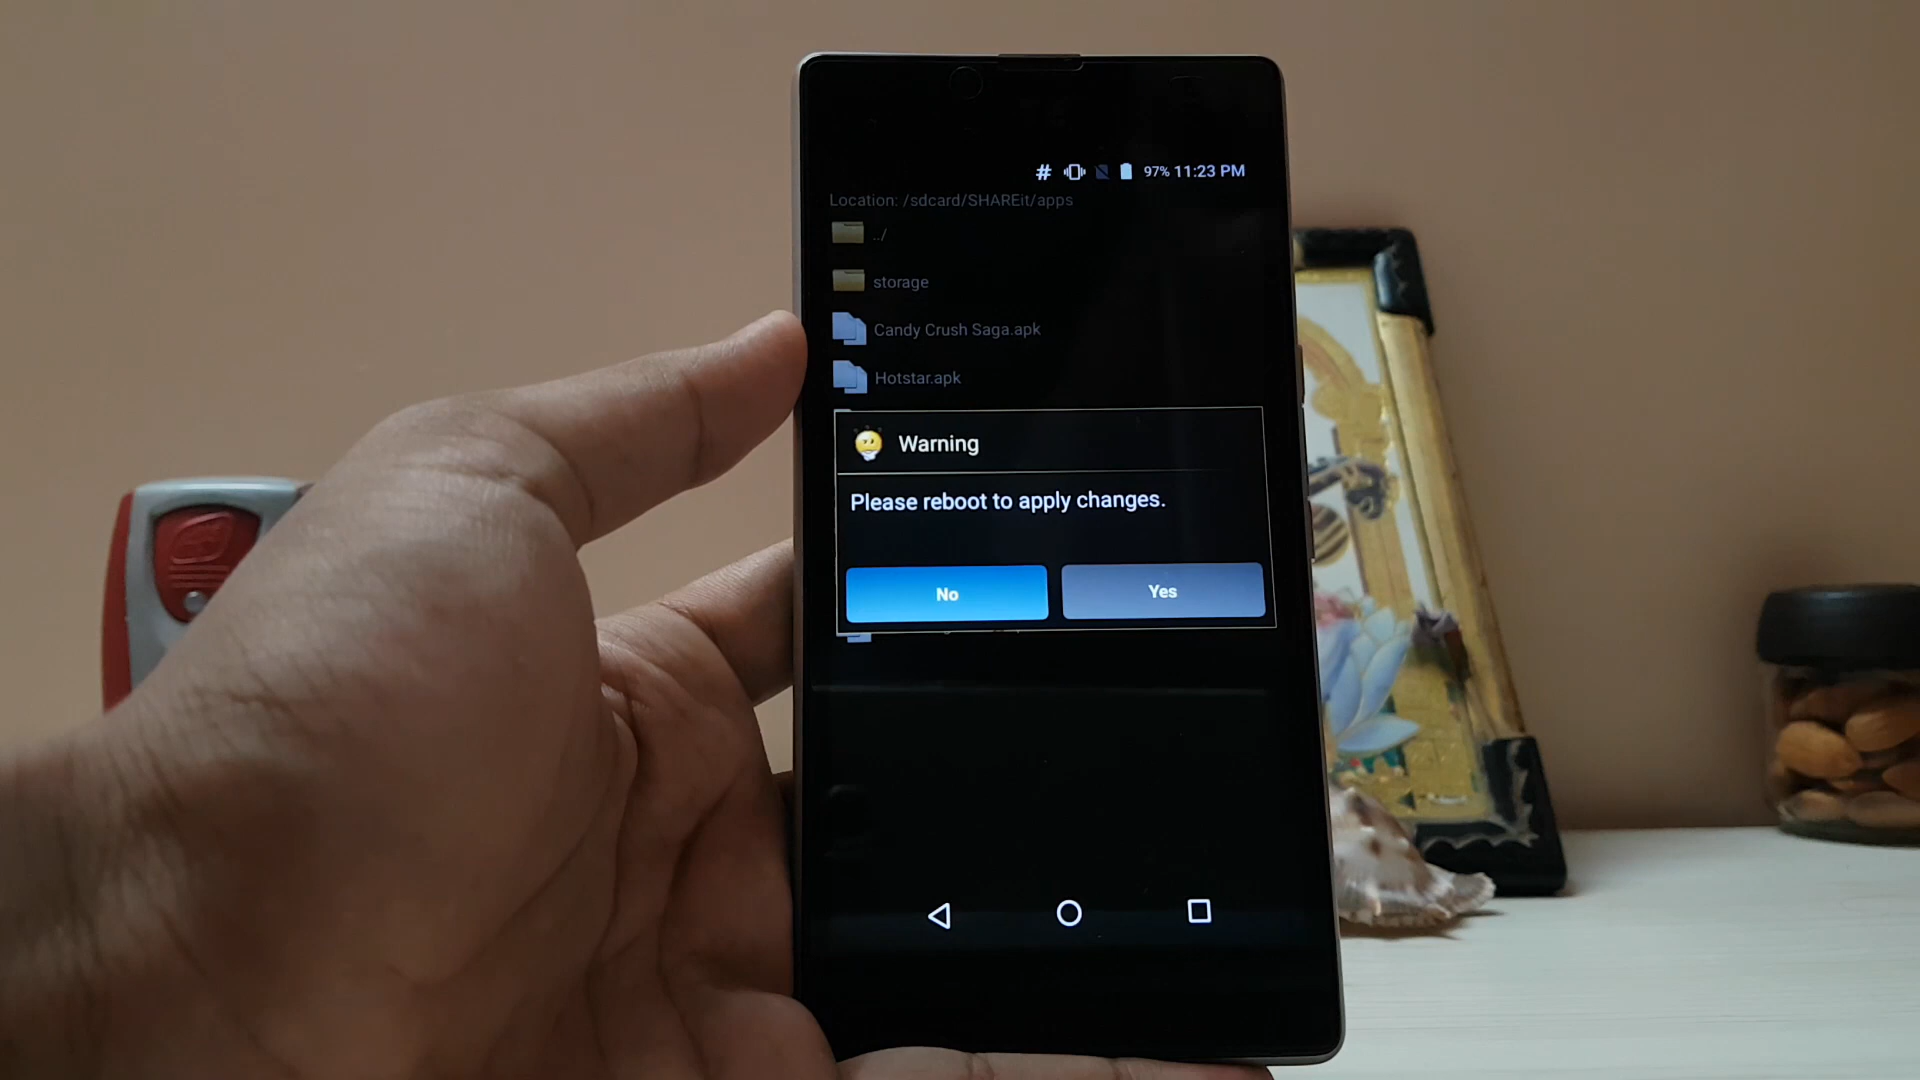 # 97% 11:23 PM
Location: /sdcard/SHAREit/apps
../
storage
Candy Crush Saga.apk
Hotstar.apk
Warning
Please reboot to apply changes.
No
Yes